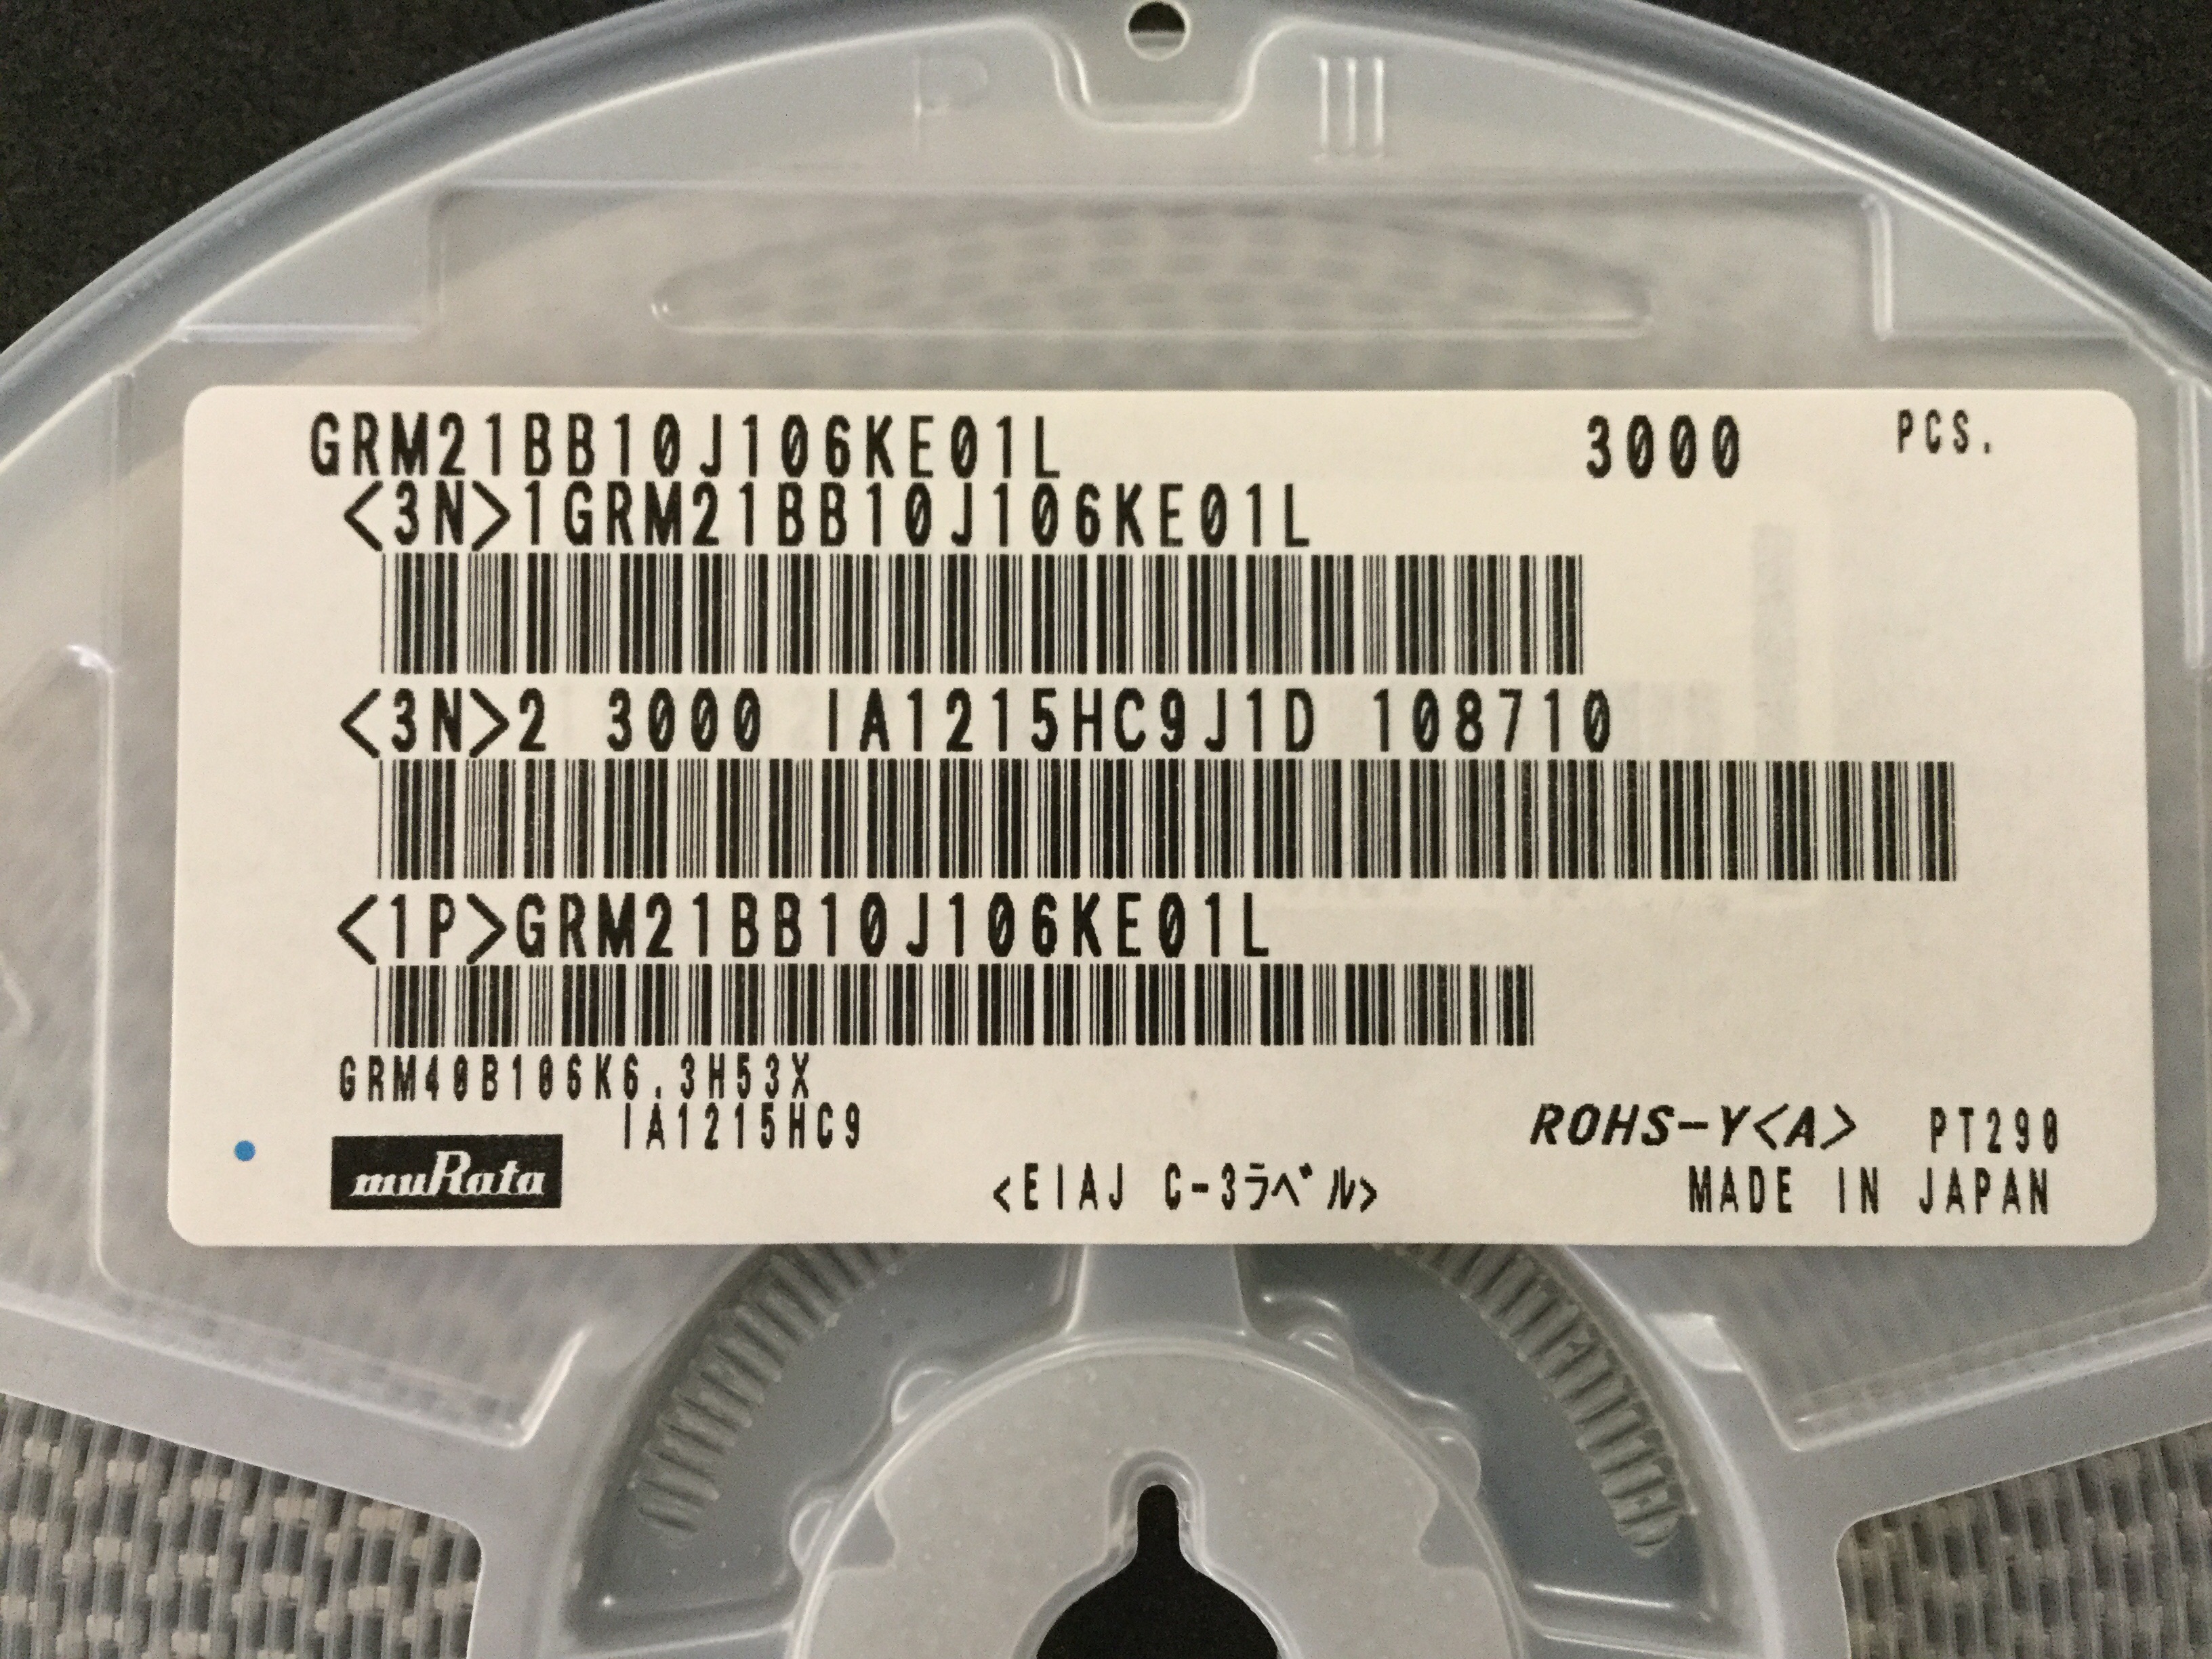 P III
GRM21BB10J106KE01L 3000 PCS.
<3N>1GRM21BB10J106KE01L
<3N>2 3000 IA1215HC9J1D 108710
<1P>GRM21BB10J106KE01L
GRM40B106K6.3H53X
IA1215HC9
ROHS-Y<A> PT290
muRata
<EIAJ C-3ラベル>
MADE IN JAPAN